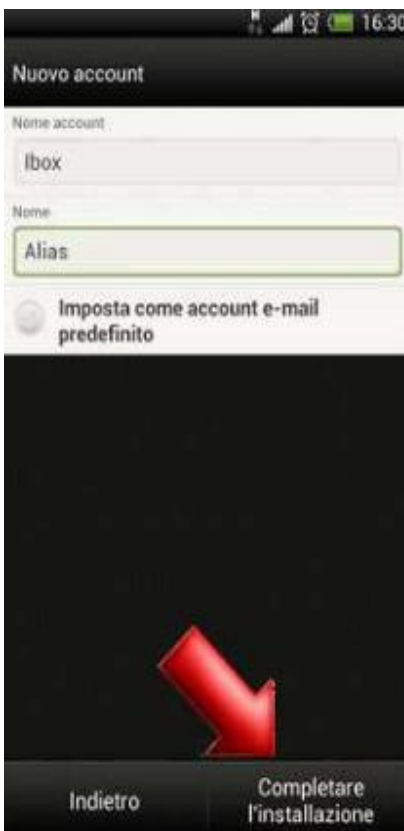 H 16:30
Nuovo account
Nome account
Ibox
Nome
Alias
Imposta come account e-mail
predefinito
Indietro
Completare
l'installazione